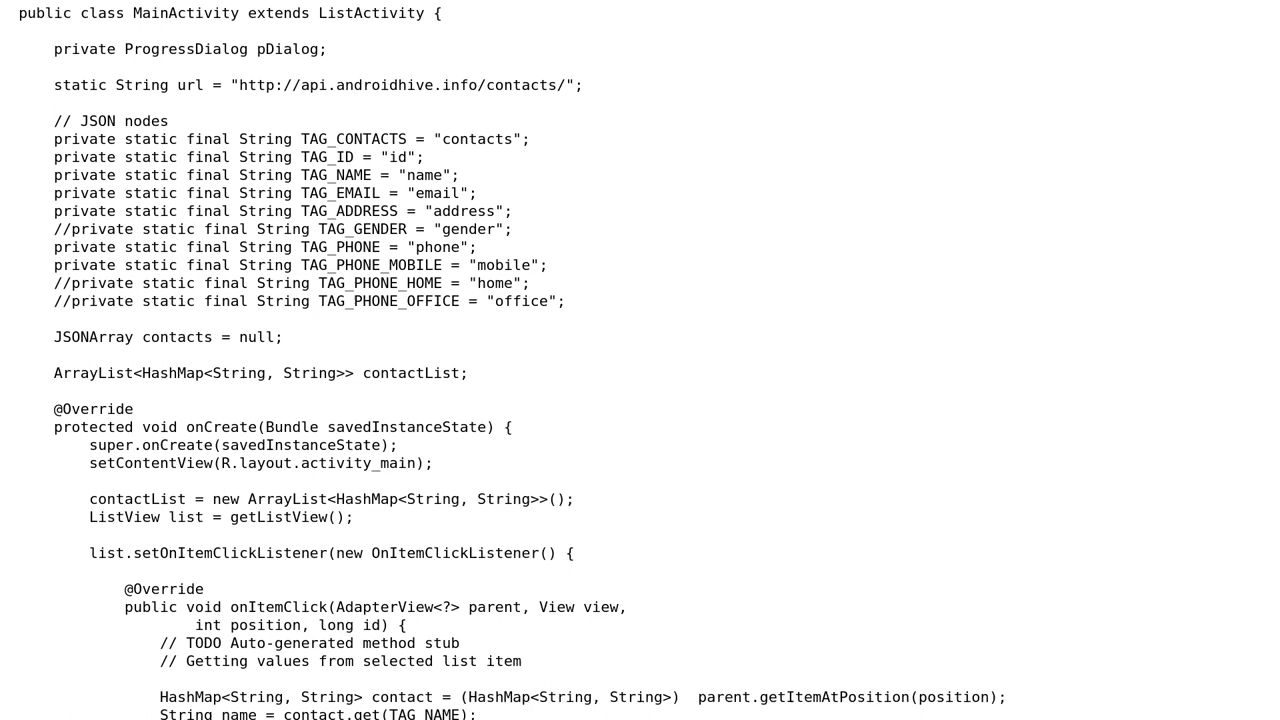 public class MainActivity extends ListActivity {
private ProgressDialog pDialog;
static String url = "http://api.androidhive.info/contacts/";
// JSON nodes
private static final String TAG_CONTACTS = "contacts";
private static final String TAG_ID = "id";
private static final String TAG_NAME = "name";
private static final String TAG_EMAIL = "email";
private static final String TAG_ADDRESS = "address";
//private static final String TAG_GENDER = "gender";
private static final String TAG_PHONE = "phone";
private static final String TAG_PHONE_MOBILE = "mobile";
//private static final String TAG_PHONE_HOME = "home";
//private static final String TAG_PHONE_OFFICE = "office";
JSONArray contacts = null;
ArrayList<HashMap<String, String>> contactList;
@Override
protected void onCreate(Bundle savedInstanceState) {
super.onCreate(savedInstanceState);
setContentView(R.layout.activity_main);
contactList = new ArrayList<HashMap<String, String>>();
ListView list = getListView();
list.setOnItemClickListener(new OnItemClickListener() {
@Override
public void onItemClick(AdapterView<?> parent, View view,
int position, long id) {
// TODO Auto-generated method stub
// Getting values from selected list item
HashMap<String, String> contact = (HashMap<String, String>)  parent.getItemAtPosition(position);
String name = contact.get(TAG_NAME);